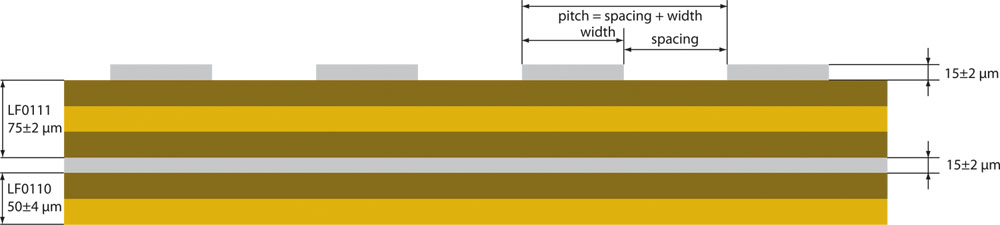 pitch = spacing + width
width
spacing
15±2 µm
LF0111
75±2 µm
15±2 µm
LF0110
50±4 µm